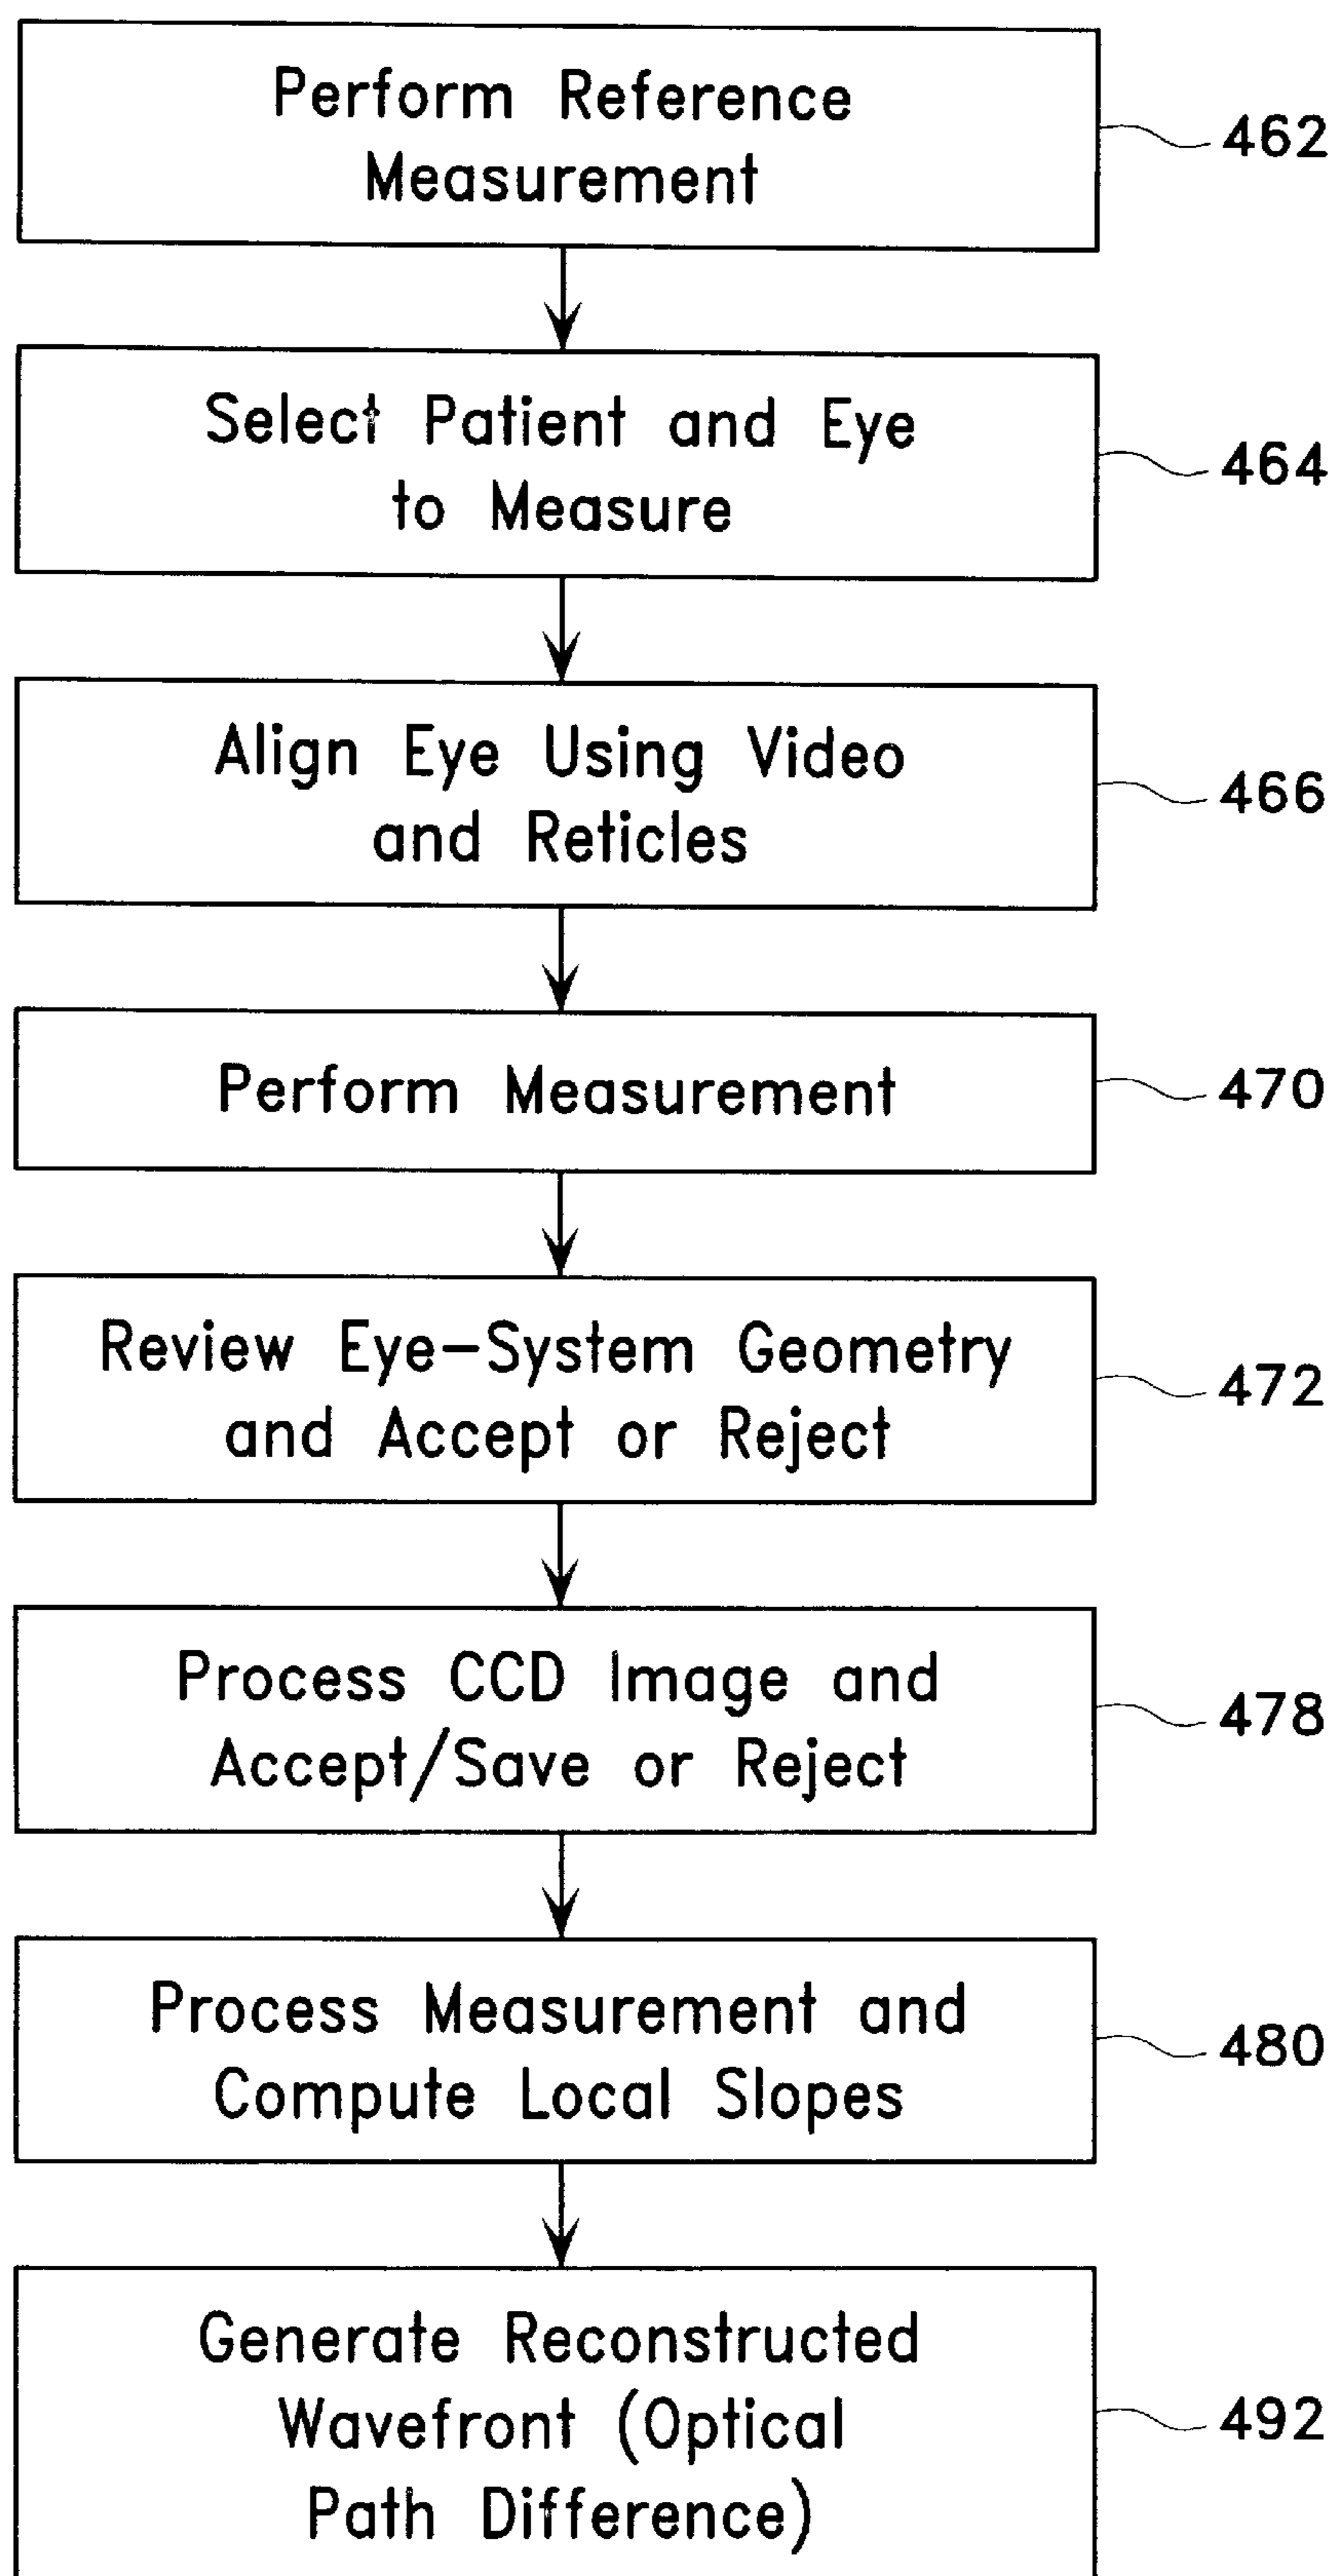 Perform Reference
Measurement
462
Select Patient and Eye
to Measure
464
Align Eye Using Video
and Reticles
466
Perform Measurement
470
Review Eye-System Geometry
and Accept or Reject
472
Process CCD Image and
Accept/Save or Reject
478
Process Measurement and
Compute Local Slopes
480
Generate Reconstructed
Wavefront (Optical
Path Difference)
492